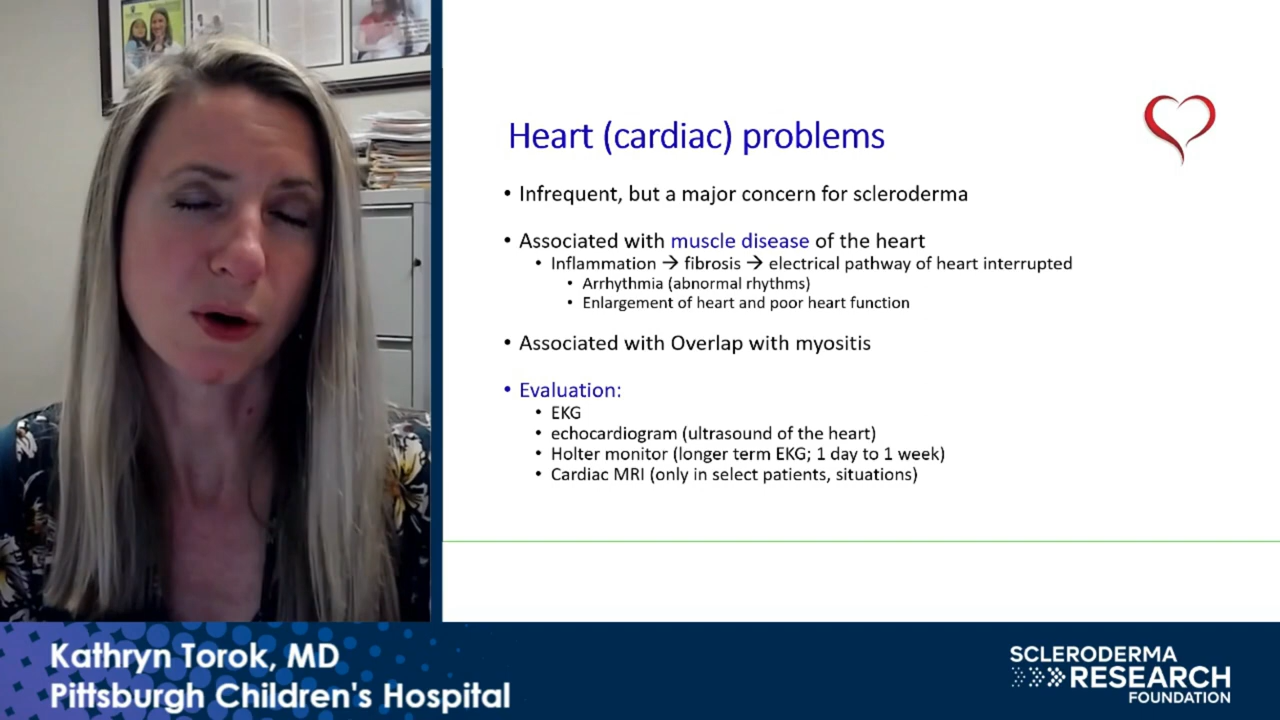 Heart (cardiac) problems
• Infrequent, but a major concern for scleroderma
• Associated with muscle disease of the heart
• Inflammation → fibrosis → electrical pathway of heart interrupted
• Arrhythmia (abnormal rhythms)
• Enlargement of heart and poor heart function
• Associated with Overlap with myositis
• Evaluation:
• EKG
• echocardiogram (ultrasound of the heart)
• Holter monitor (longer term EKG; 1 day to 1 week)
• Cardiac MRI (only in select patients, situations)
Kathryn Torok, MD
Pittsburgh Children's Hospital
SCLERODERMA
RESEARCH
FOUNDATION